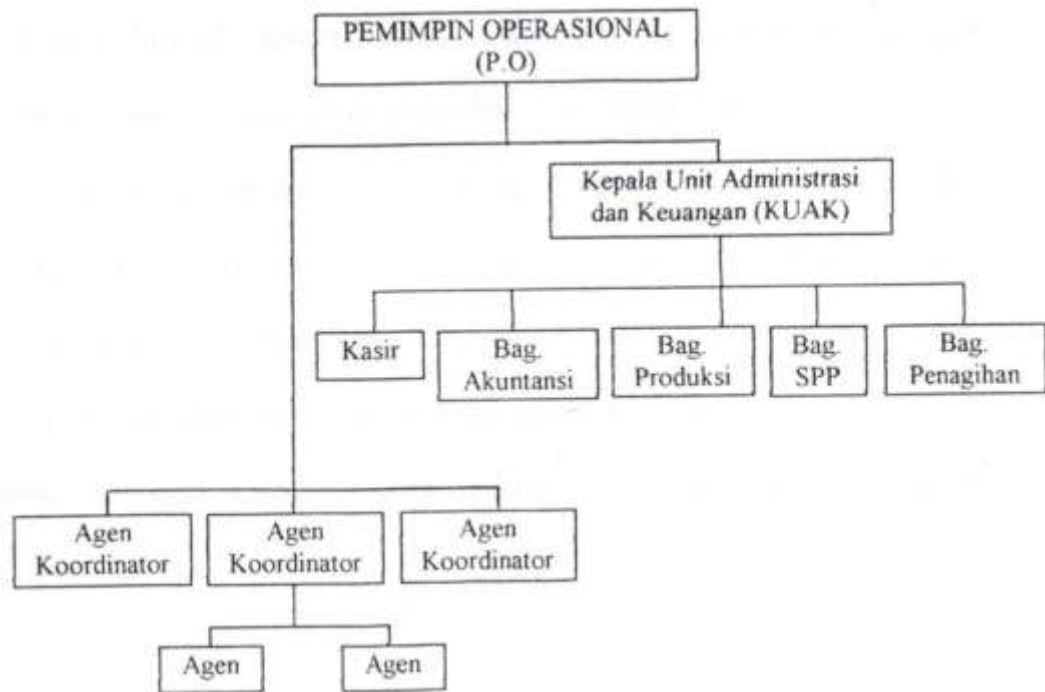 PEMIMPIN OPERASIONAL
(P.O)
Kepala Unit Administrasi
dan Keuangan (KUAK)
Kasir
Bag.
Akuntansi
Bag.
Produksi
Bag.
SPP
Bag.
Penagihan
Agen
Koordinator
Agen
Koordinator
Agen
Koordinator
Agen
Agen